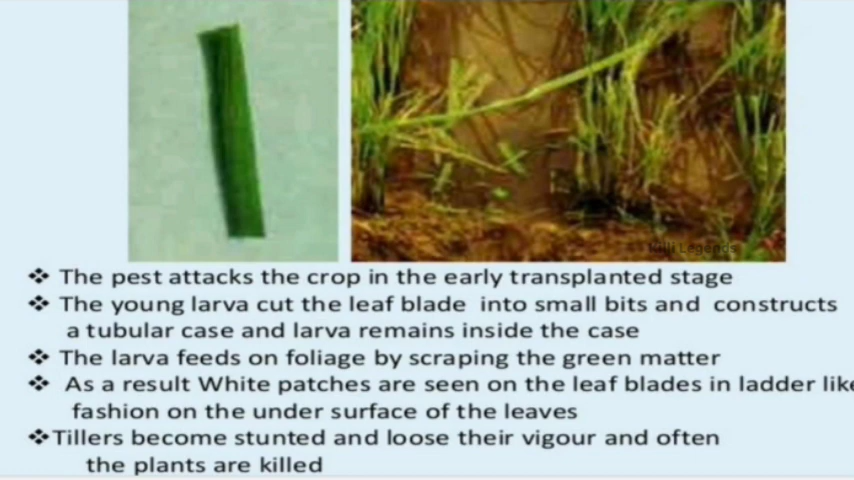 ❖ The pest attacks the crop in the early transplanted stage
❖ The young larva cut the leaf blade into small bits and constructs
a tubular case and larva remains inside the case
❖ The larva feeds on foliage by scraping the green matter
❖ As a result White patches are seen on the leaf blades in ladder like
fashion on the under surface of the leaves
❖Tillers become stunted and loose their vigour and often
the plants are killed